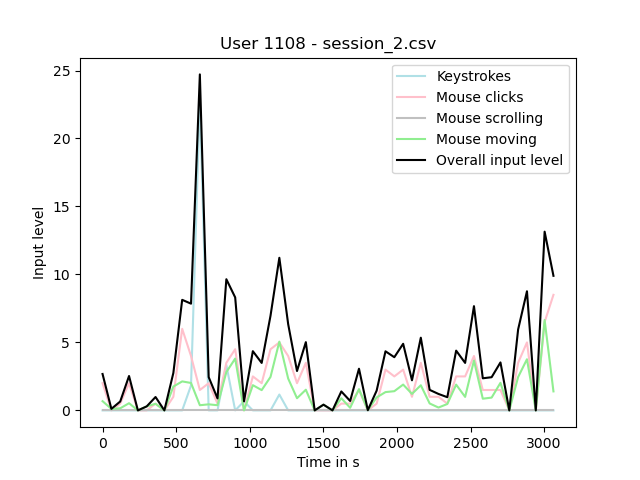 User 1108 - session_2.csv
Keystrokes
Mouse clicks
Mouse scrolling
Mouse moving
Overall input level
Input level
25
20
15
10
5
0
0 500 1000 1500 2000 2500 3000
Time in s